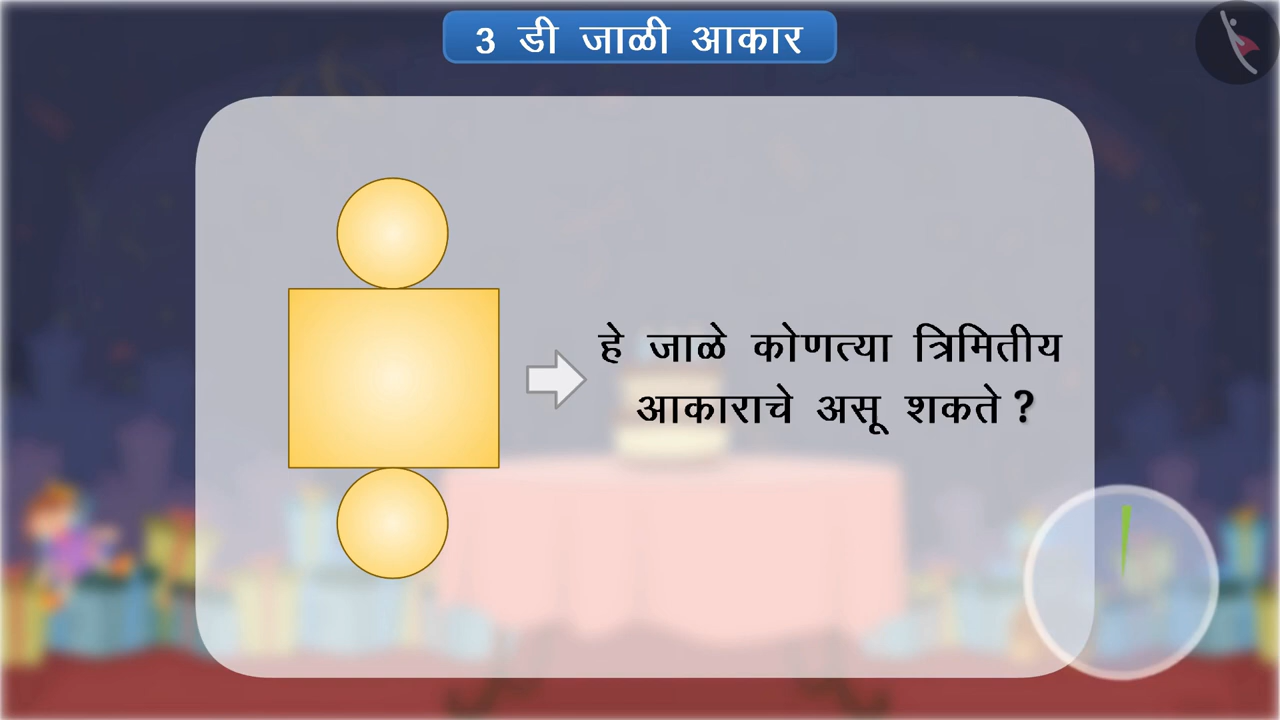 3 डी जाळी आकार
हे जाळे कोणत्या त्रिमितीय
आकाराचे असू शकते ?